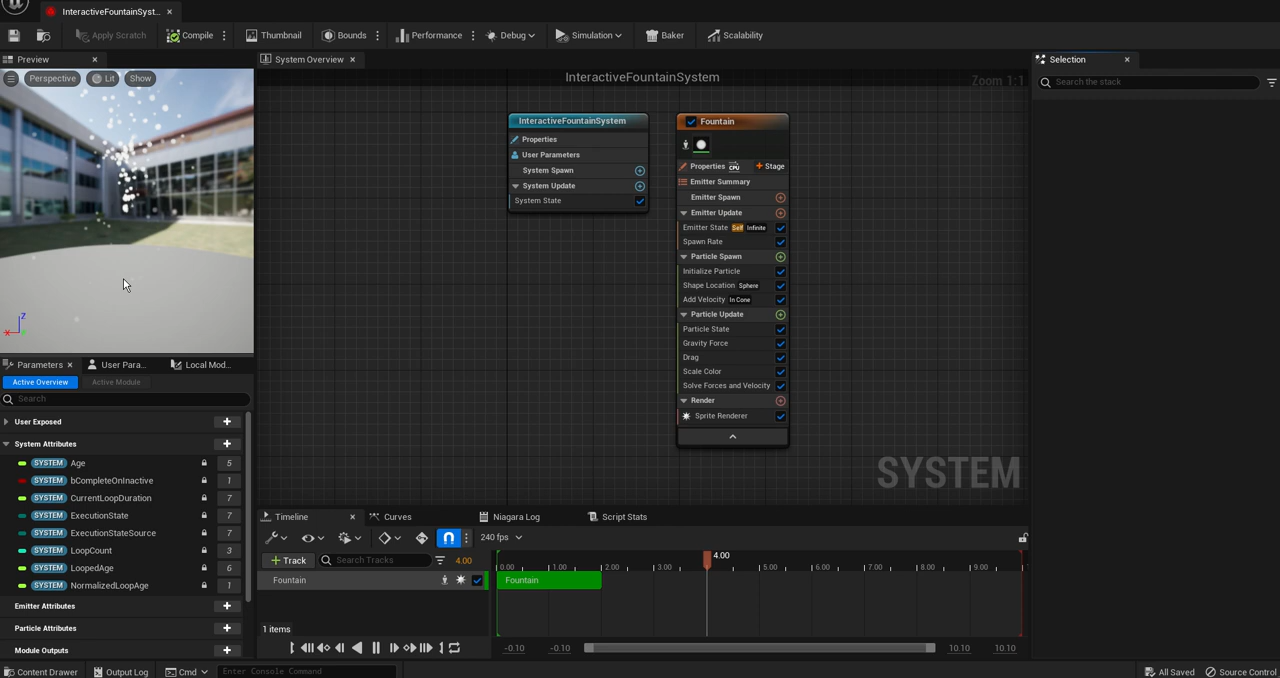 InteractiveFountainSyst...
Apply Scratch
Compile
Thumbnail
Bounds
Performance
Debug
Simulation
Baker
Scalability
Preview
System Overview
Selection
Perspective
Lit
Show
InteractiveFountainSystem
Zoom 1:1
Search the stack
InteractiveFountainSystem
Properties
User Parameters
System Spawn
System Update
System State
Fountain
Properties
CPU
Stage
Emitter Summary
Emitter Spawn
Emitter Update
Emitter State Self Infinite
Spawn Rate
Particle Spawn
Initialize Particle
Shape Location Sphere
Add Velocity In Cone
Particle Update
Particle State
Gravity Force
Drag
Scale Color
Solve Forces and Velocity
Render
Sprite Renderer
SYSTEM
Z
X
Parameters
User Para...
Local Mod...
Active Overview
Active Module
Search
User Exposed
System Attributes
SYSTEM Age 5
SYSTEM bCompleteOnInactive 1
SYSTEM CurrentLoopDuration 7
SYSTEM ExecutionState 7
SYSTEM ExecutionStateSource 7
SYSTEM LoopCount 3
SYSTEM LoopedAge 6
SYSTEM NormalizedLoopAge 1
Emitter Attributes
Particle Attributes
Module Outputs
Timeline
Curves
Niagara Log
Script Stats
240 fps
Track
Search Tracks
4.00
4.00
0.00
1.00
2.00
3.00
5.00
6.00
7.00
8.00
9.00
Fountain
Fountain
1 items
-0.10
-0.10
10.10
10.10
Content Drawer
Output Log
Cmd
Enter Console Command
All Saved
Source Control